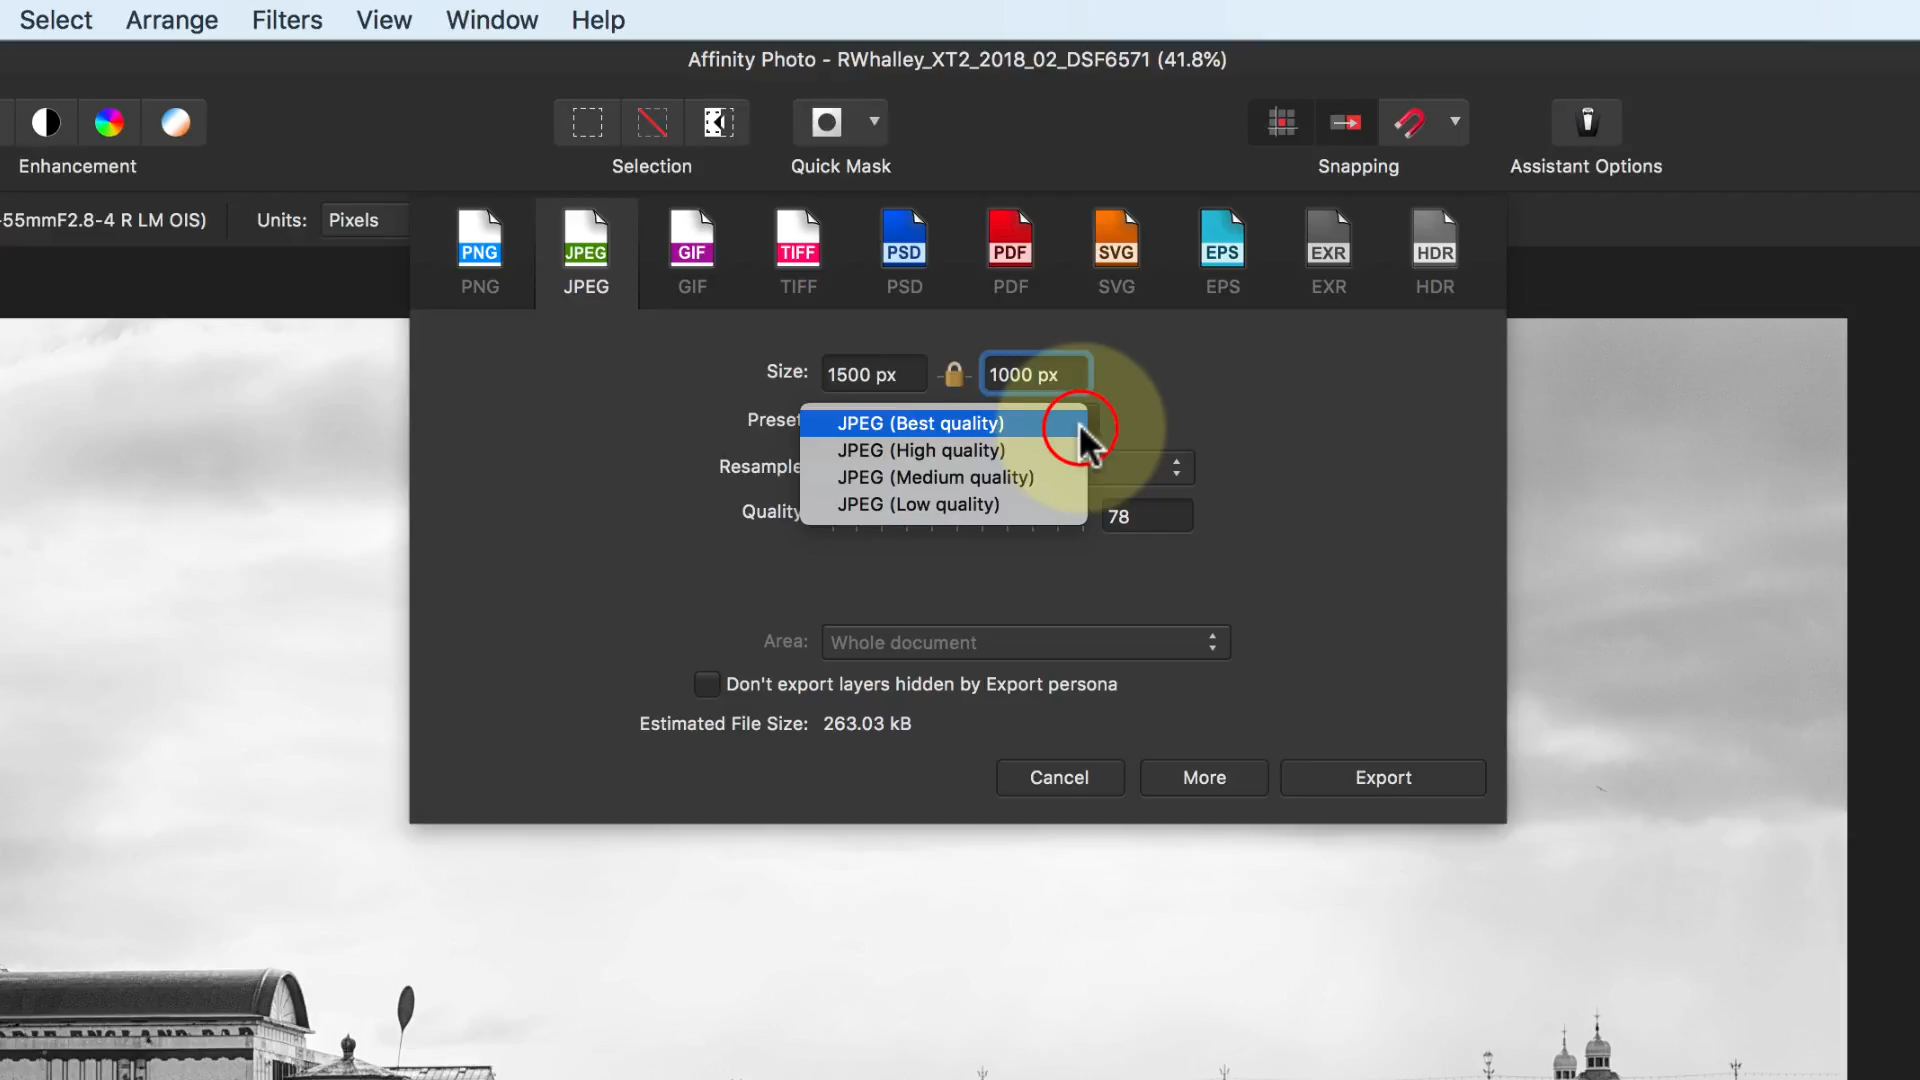 Select Arrange Filters View Window Help
Affinity Photo - RWhalley_XT2_2018_02_DSF6571 (41.8%)
Enhancement Selection Quick Mask Snapping Assistant Options
-55mmF2.8-4 R LM OIS) Units: Pixels
PNG JPEG GIF TIFF PSD PDF SVG EPS EXR HDR
PNG JPEG GIF TIFF PSD PDF SVG EPS EXR HDR
Size: 1500 px 1000 px
Preset
JPEG (Best quality)
JPEG (High quality)
Resample
JPEG (Medium quality)
JPEG (Low quality)
Quality 78
Area: Whole document
Don't export layers hidden by Export persona
Estimated File Size: 263.03 kB
Cancel More Export